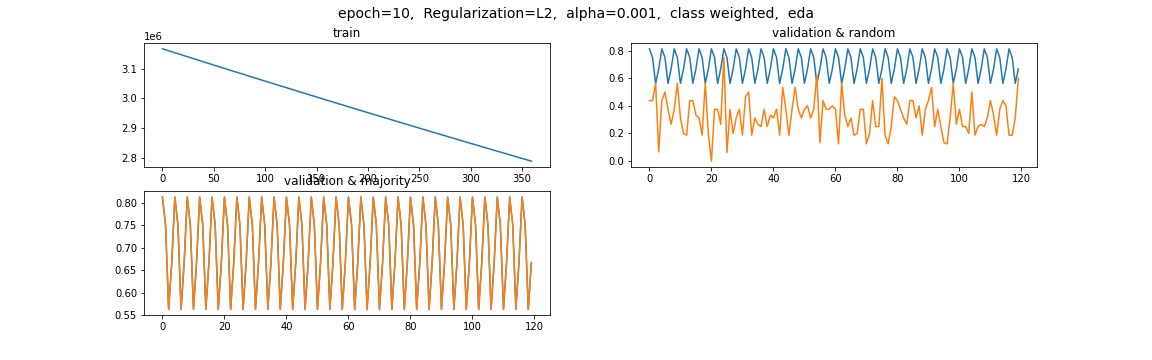 epoch=10, Regularization=L2, alpha=0.001, class weighted, eda
train
1e6
3.1
3.0
2.9
2.8
0 50 100 150 200 250 300 350
validation & random
0.8
0.6
0.4
0.2
0.0
0 20 40 60 80 100 120
validation & majority
0.80
0.75
0.70
0.65
0.60
0.55
0 20 40 60 80 100 120